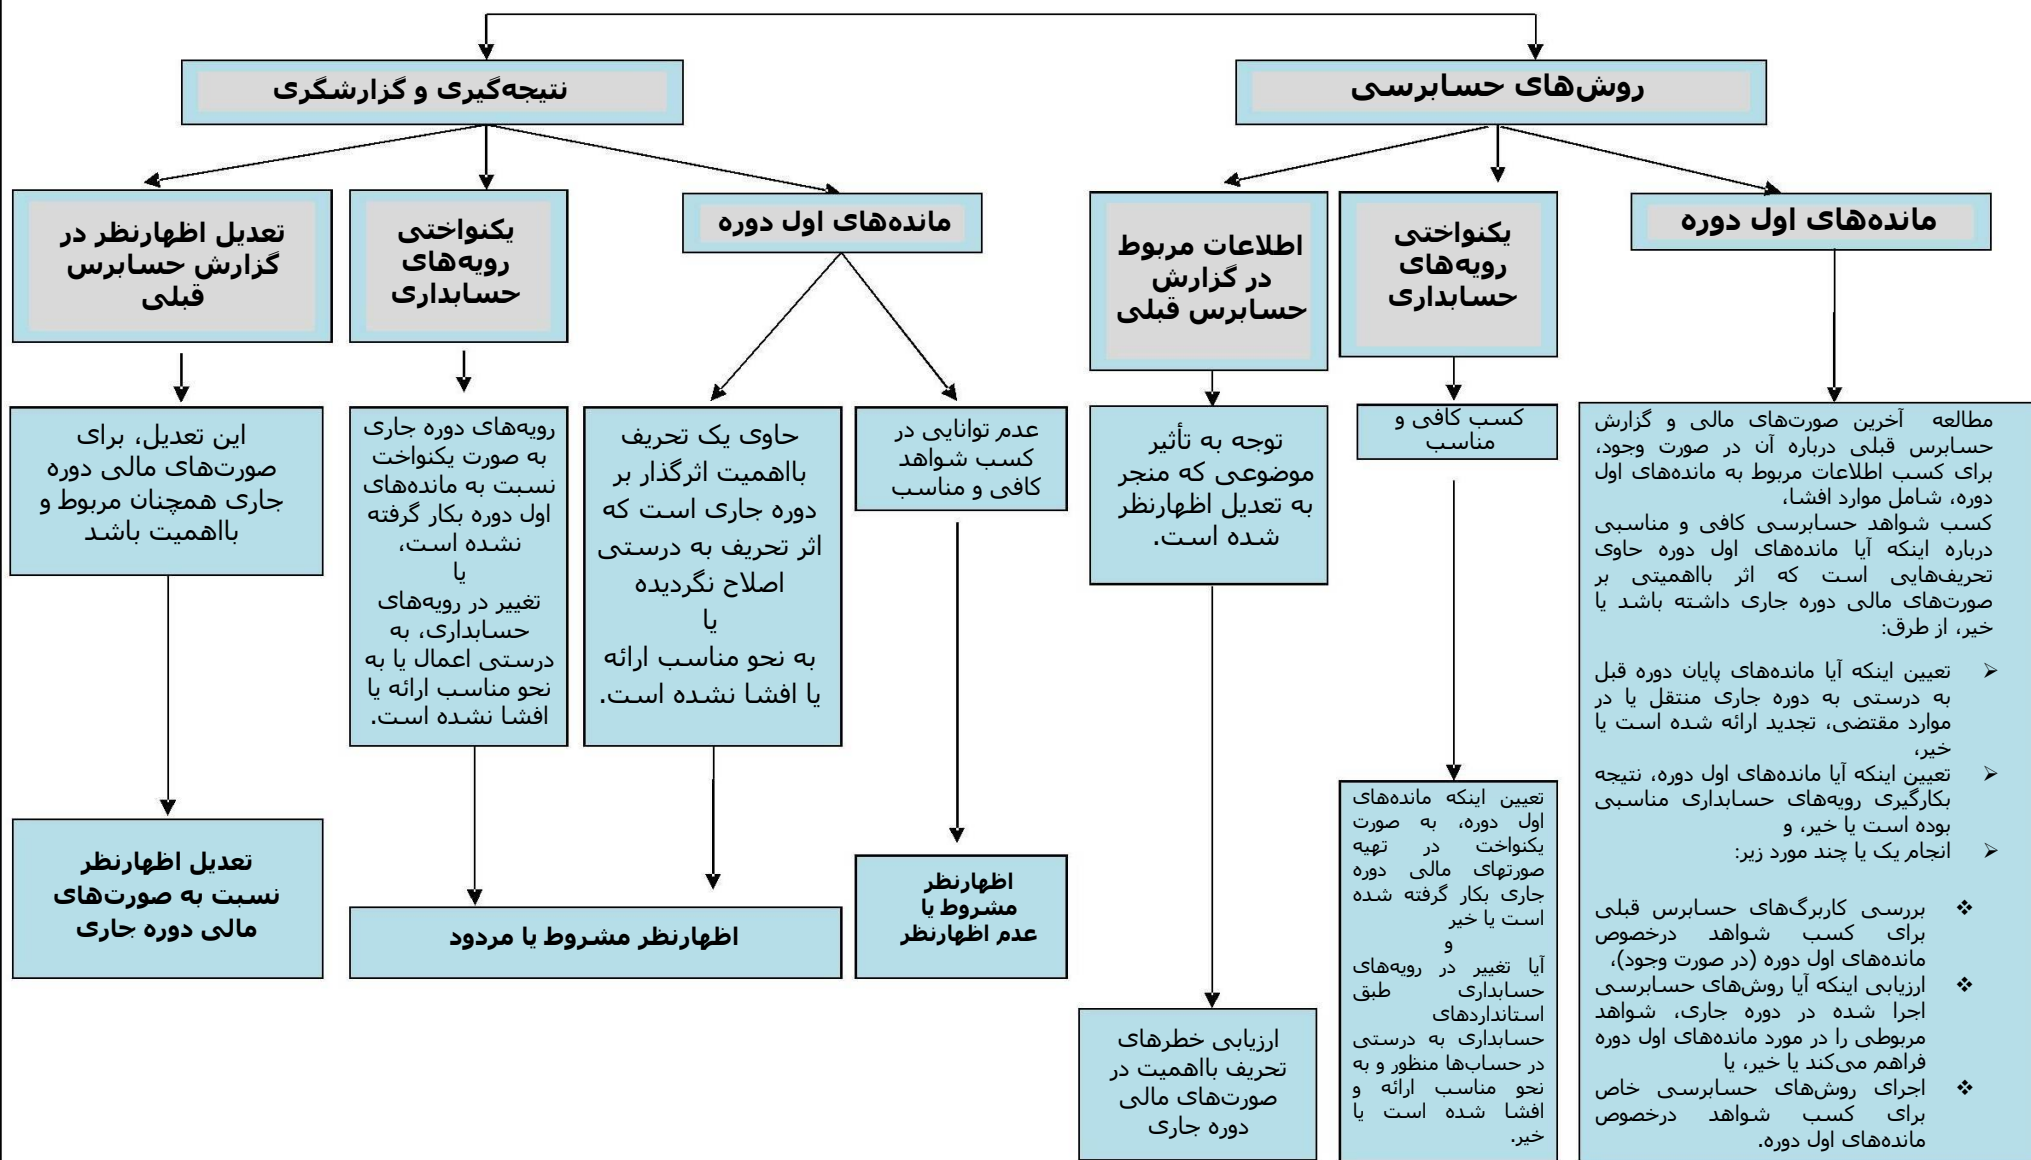 روش‌های حسابرسی
نتیجه‌گیری و گزارشگری
مانده‌های اول دوره
یکنواختی
رویه‌های
حسابداری
اطلاعات مربوط
در گزارش
حسابرس قبلی
مانده‌های اول دوره
یکنواختی
رویه‌های
حسابداری
تعدیل اظهارنظر در
گزارش حسابرس
قبلی
مطالعه آخرین صورت‌های مالی و گزارش
حسابرس قبلی درباره آن در صورت وجود،
برای کسب اطلاعات مربوط به مانده‌های اول
دوره، شامل موارد افشا،
کسب شواهد حسابرسی کافی و مناسبی
درباره اینکه آیا مانده‌های اول دوره حاوی
تحریف‌هایی است که اثر بااهمیتی بر
صورت‌های مالی دوره جاری داشته باشد یا
خیر، از طرق:
➢ تعیین اینکه آیا مانده‌های پایان دوره قبل
به درستی به دوره جاری منتقل یا در
موارد مقتضی، تجدید ارائه شده است یا
خیر،
➢ تعیین اینکه آیا مانده‌های اول دوره، نتیجه
بکارگیری رویه‌های حسابداری مناسبی
بوده است یا خیر، و
➢ انجام یک یا چند مورد زیر:
❖ بررسی کاربرگ‌های حسابرس قبلی
برای کسب شواهد درخصوص
مانده‌های اول دوره (در صورت وجود)،
❖ ارزیابی اینکه آیا روش‌های حسابرسی
اجرا شده در دوره جاری، شواهد
مربوطی را در مورد مانده‌های اول دوره
فراهم می‌کند یا خیر، یا
❖ اجرای روش‌های حسابرسی خاص
برای کسب شواهد درخصوص
مانده‌های اول دوره.
کسب کافی و
مناسب
تعیین اینکه مانده‌های
اول دوره، به صورت
یکنواخت در تهیه
صورتهای مالی دوره
جاری بکار گرفته شده
است یا خیر
و
آیا تغییر در رویه‌های
حسابداری طبق
استانداردهای
حسابداری به درستی
در حساب‌ها منظور و به
نحو مناسب ارائه و
افشا شده است یا
خیر.
توجه به تأثیر
موضوعی که منجر
به تعدیل اظهارنظر
شده است.
ارزیابی خطرهای
تحریف بااهمیت در
صورت‌های مالی
دوره جاری
عدم توانایی در
کسب شواهد
کافی و مناسب
اظهارنظر
مشروط یا
عدم اظهارنظر
حاوی یک تحریف
بااهمیت اثرگذار بر
دوره جاری است که
اثر تحریف به درستی
اصلاح نگردیده
یا
به نحو مناسب ارائه
یا افشا نشده است.
رویه‌های دوره جاری
به صورت یکنواخت
نسبت به مانده‌های
اول دوره بکار گرفته
نشده است،
یا
تغییر در رویه‌های
حسابداری، به
درستی اعمال یا به
نحو مناسب ارائه یا
افشا نشده است.
اظهارنظر مشروط یا مردود
این تعدیل، برای
صورت‌های مالی دوره
جاری همچنان مربوط و
بااهمیت باشد
تعدیل اظهارنظر
نسبت به صورت‌های
مالی دوره جاری